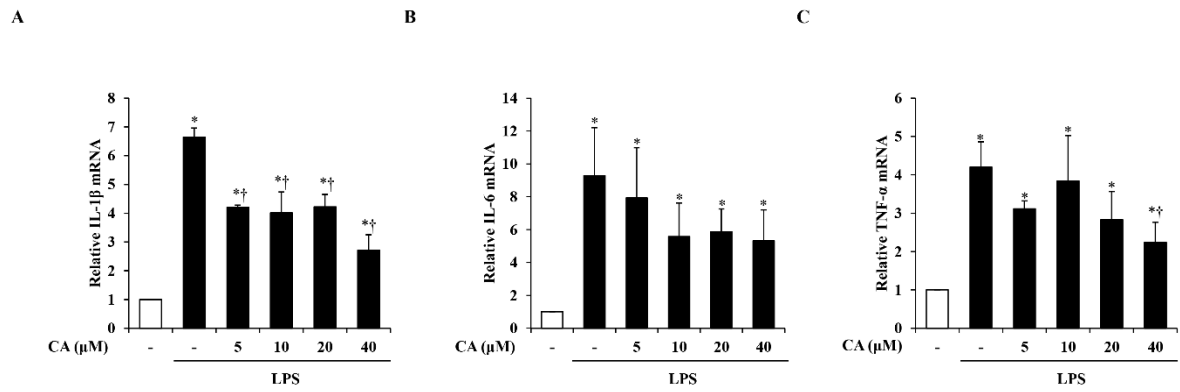 A
B
C
Relative IL-1β mRNA
8
7
6
5
4
3
2
1
0
*
*†
*†
*†
*†
CA (μM)
- - 5 10 20 40
LPS
Relative IL-6 mRNA
14
12
10
8
6
4
2
0
*
*
*
*
*
CA (μM)
- - 5 10 20 40
LPS
Relative TNF-α mRNA
6
5
4
3
2
1
0
*
*
*
*
*†
CA (μM)
- - 5 10 20 40
LPS